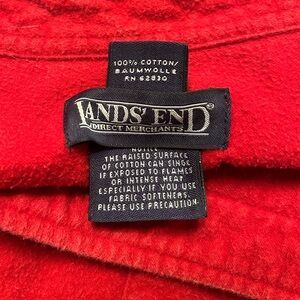 100% COTTON/
BAUMWOLLE
RN 62830
LANDS' END®
DIRECT MERCHANTS
NOTICE
THE RAISED SURFACE
OF COTTON CAN SINGE
IF EXPOSED TO FLAMES
OR INTENSE HEAT
ESPECIALLY IF YOU USE
FABRIC SOFTENERS.
PLEASE USE PRECAUTION.